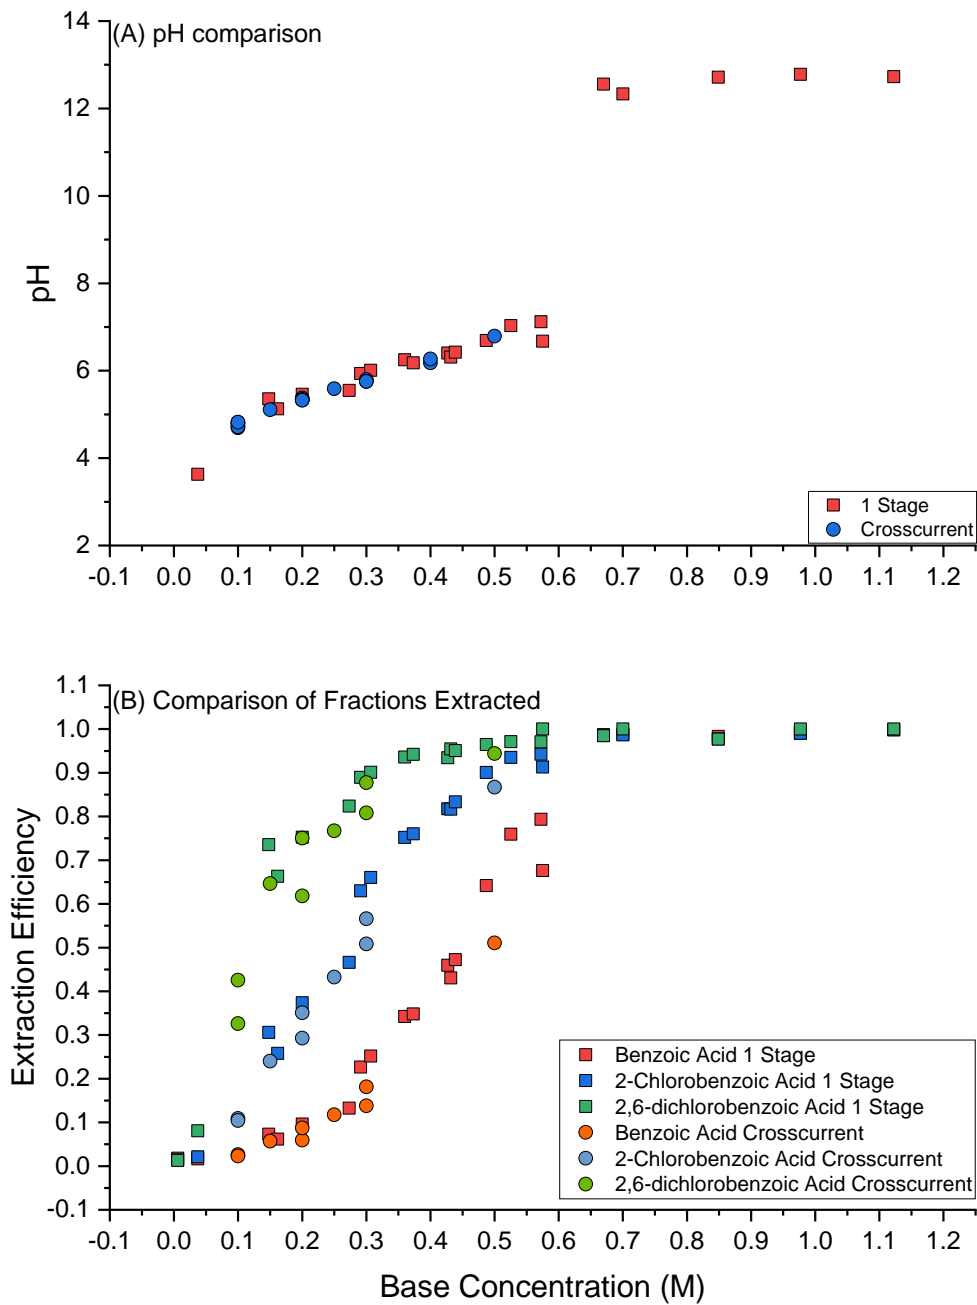 (A) pH comparison
14
12
10
8
6
4
2
pH
-0.1 0.0 0.1 0.2 0.3 0.4 0.5 0.6 0.7 0.8 0.9 1.0 1.1 1.2
1 Stage
Crosscurrent
(B) Comparison of Fractions Extracted
1.1
1.0
0.9
0.8
0.7
0.6
0.5
0.4
0.3
0.2
0.1
0.0
-0.1
Extraction Efficiency
Benzoic Acid 1 Stage
2-Chlorobenzoic Acid 1 Stage
2,6-dichlorobenzoic Acid 1 Stage
Benzoic Acid Crosscurrent
2-Chlorobenzoic Acid Crosscurrent
2,6-dichlorobenzoic Acid Crosscurrent
-0.1 0.0 0.1 0.2 0.3 0.4 0.5 0.6 0.7 0.8 0.9 1.0 1.1 1.2
Base Concentration (M)